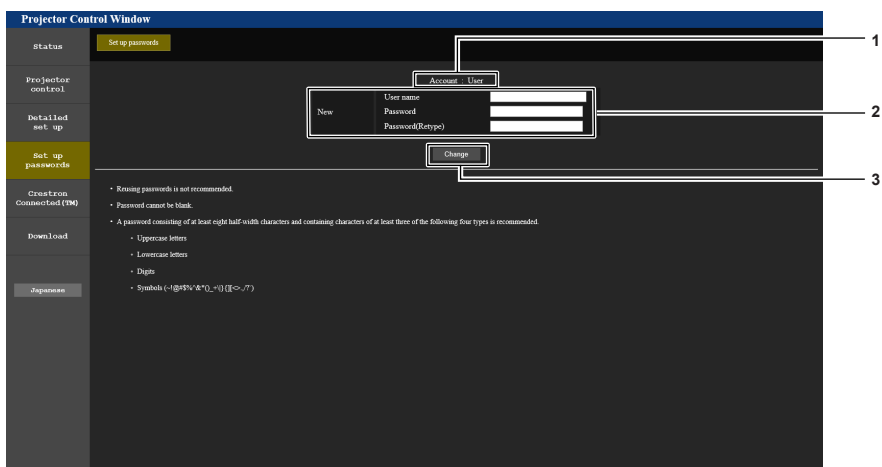 Projector Control Window
Status
Set up passwords
1
Account : User
Projector
control
User name
New
Password
2
Password(Retype)
Detailed
set up
Change
Set up
passwords
3
Crestron
Connected(TM)
• Reusing passwords is not recommended.
• Password cannot be blank.
• A password consisting of at least eight half-width characters and containing characters of at least three of the following four types is recommended.
Download
• Uppercase letters
• Lowercase letters
• Digits
Japanese
• Symbols